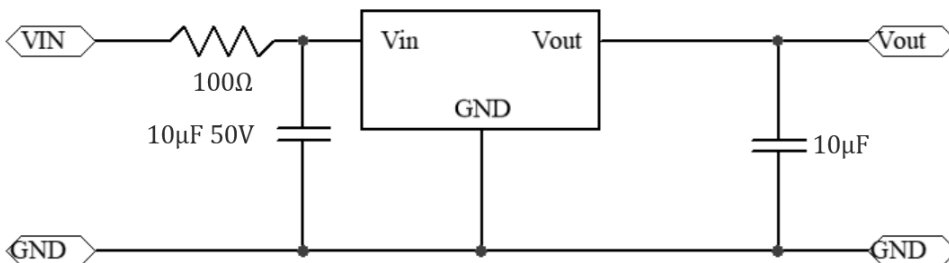 VIN
100Ω
10μF 50V
Vin
Vout
GND
Vout
10μF
GND
GND